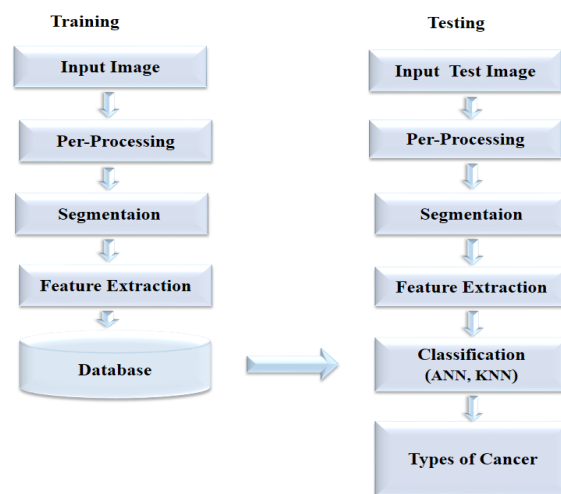 Training
Input Image
Per-Processing
Segmentaion
Feature Extraction
Database
Testing
Input Test Image
Per-Processing
Segmentaion
Feature Extraction
Classification
(ANN, KNN)
Types of Cancer